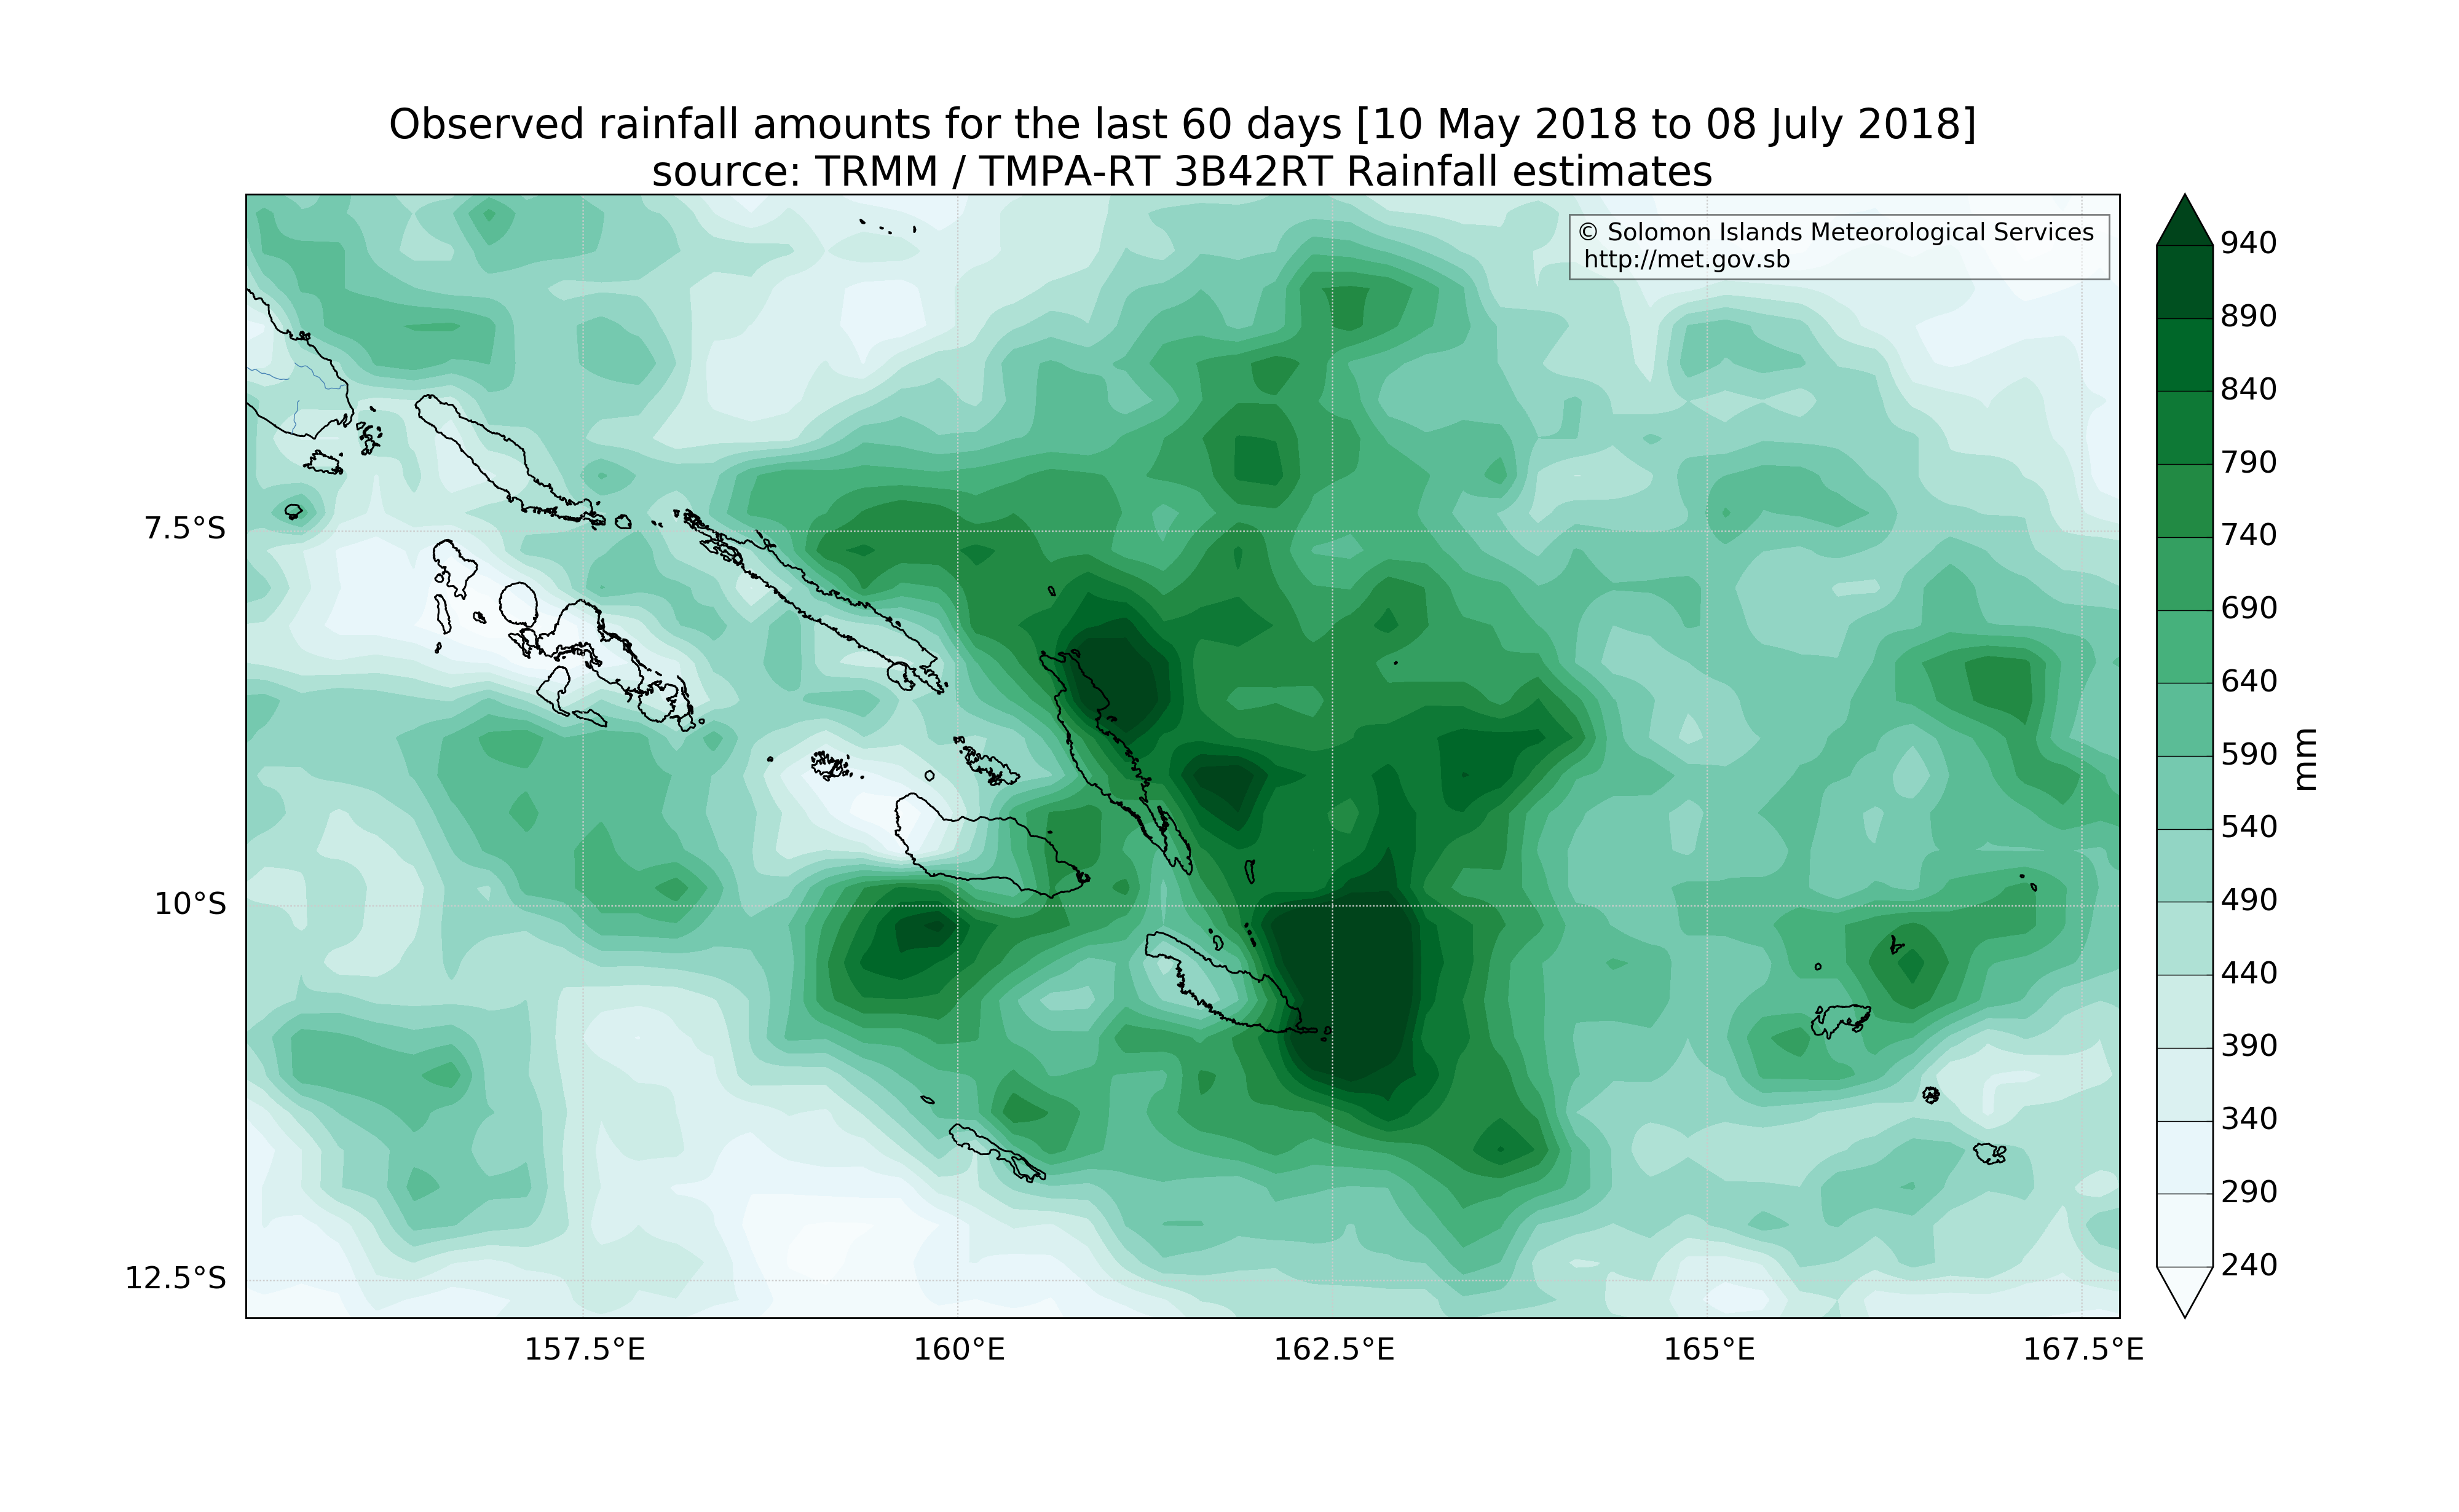 Observed rainfall amounts for the last 60 days [10 May 2018 to 08 July 2018]
source: TRMM / TMPA-RT 3B42RT Rainfall estimates
© Solomon Islands Meteorological Services
http://met.gov.sb
7.5°S
10°S
12.5°S
157.5°E
160°E
162.5°E
165°E
167.5°E
940
890
840
790
740
690
640
590
540
490
440
390
340
290
240
mm